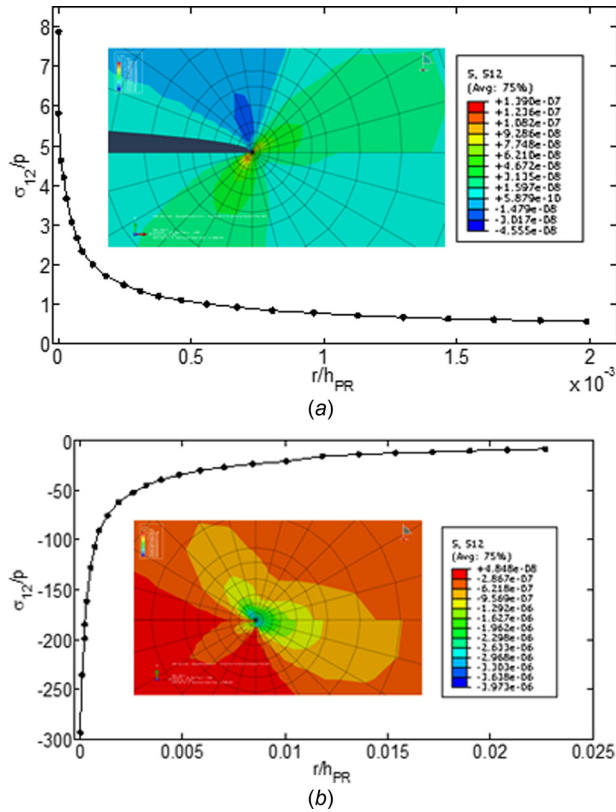 8
7
6
5
4
3
2
1
0
σ12/p
S, S12
(Avg: 75%)
+1.390e-07
+1.236e-07
+1.082e-07
+9.286e-08
+7.748e-08
+6.210e-08
+4.672e-08
+3.135e-08
+1.597e-08
+5.879e-10
-1.479e-08
-3.017e-08
-4.555e-08
0 0.5 1 1.5 2
r/hPR
x 10-3
(a)
0
-50
-100
-150
-200
-250
-300
σ12/p
S, S12
(Avg: 75%)
+4.848e-08
-2.867e-07
-6.218e-07
-9.569e-07
-1.292e-06
-1.627e-06
-1.962e-06
-2.298e-06
-2.633e-06
-2.968e-06
-3.303e-06
-3.638e-06
-3.973e-06
0 0.005 0.01 0.015 0.02 0.025
r/hPR
(b)